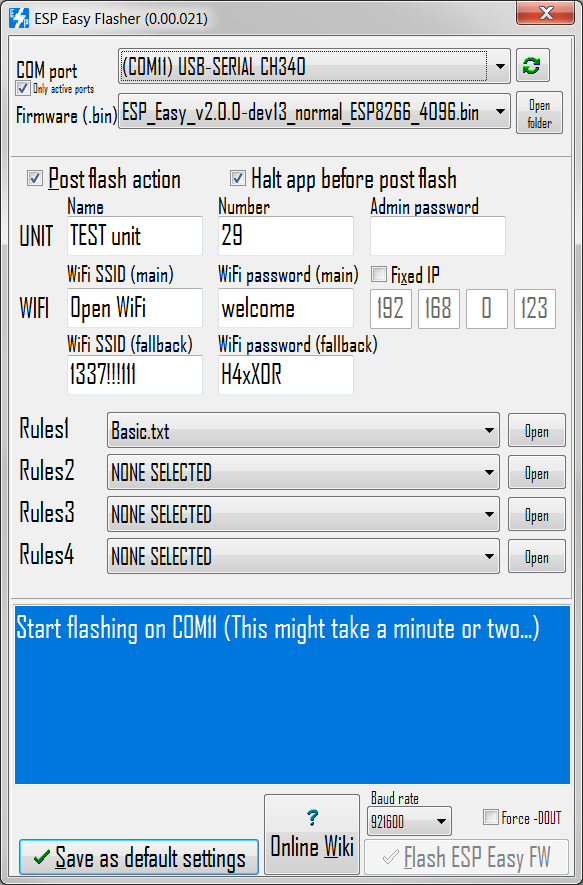 ESP Easy Flasher (0.00.021)
COM port
(COM11) USB-SERIAL CH340
Only active ports
Firmware (.bin)
ESP_Easy_v2.0.0-dev13_normal_ESP8266_4096.bin
Open folder
Post flash action
Halt app before post flash
Name Number Admin password
UNIT TEST unit 29
WiFi SSID (main) WiFi password (main) Fixed IP
WIFI Open WiFi welcome 192 168 0 123
WiFi SSID (fallback) WiFi password (fallback)
1337!!!111 H4xX0R
Rules1 Basic.txt Open
Rules2 NONE SELECTED Open
Rules3 NONE SELECTED Open
Rules4 NONE SELECTED Open
Start flashing on COM11 (This might take a minute or two...)
Save as default settings
?
Online Wiki
Baud rate
921600
Force -DOUT
Flash ESP Easy FW